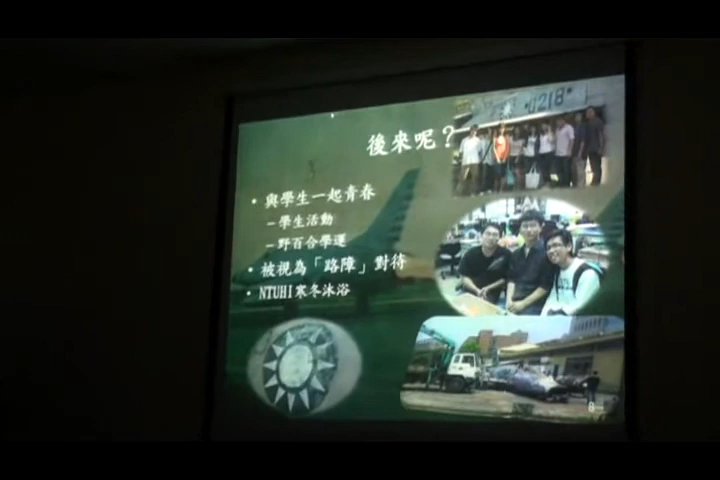 後來呢？
• 與學生一起青春
－學生活動
－野百合學運
• 被視為「路障」對待
• NTUHI寒冬沐浴
8